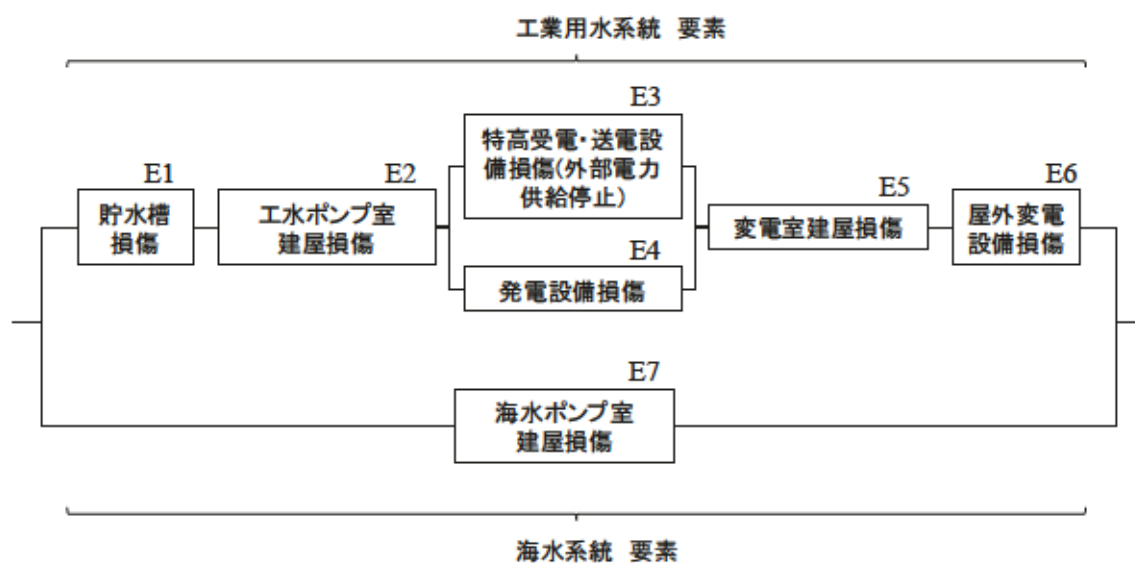 工業用水系統 要素
E3
特高受電・送電設
備損傷(外部電力
供給停止)
E1
貯水槽
損傷
E2
工水ポンプ室
建屋損傷
E4
発電設備損傷
E5
変電室建屋損傷
E6
屋外変電
設備損傷
E7
海水ポンプ室
建屋損傷
海水系統 要素